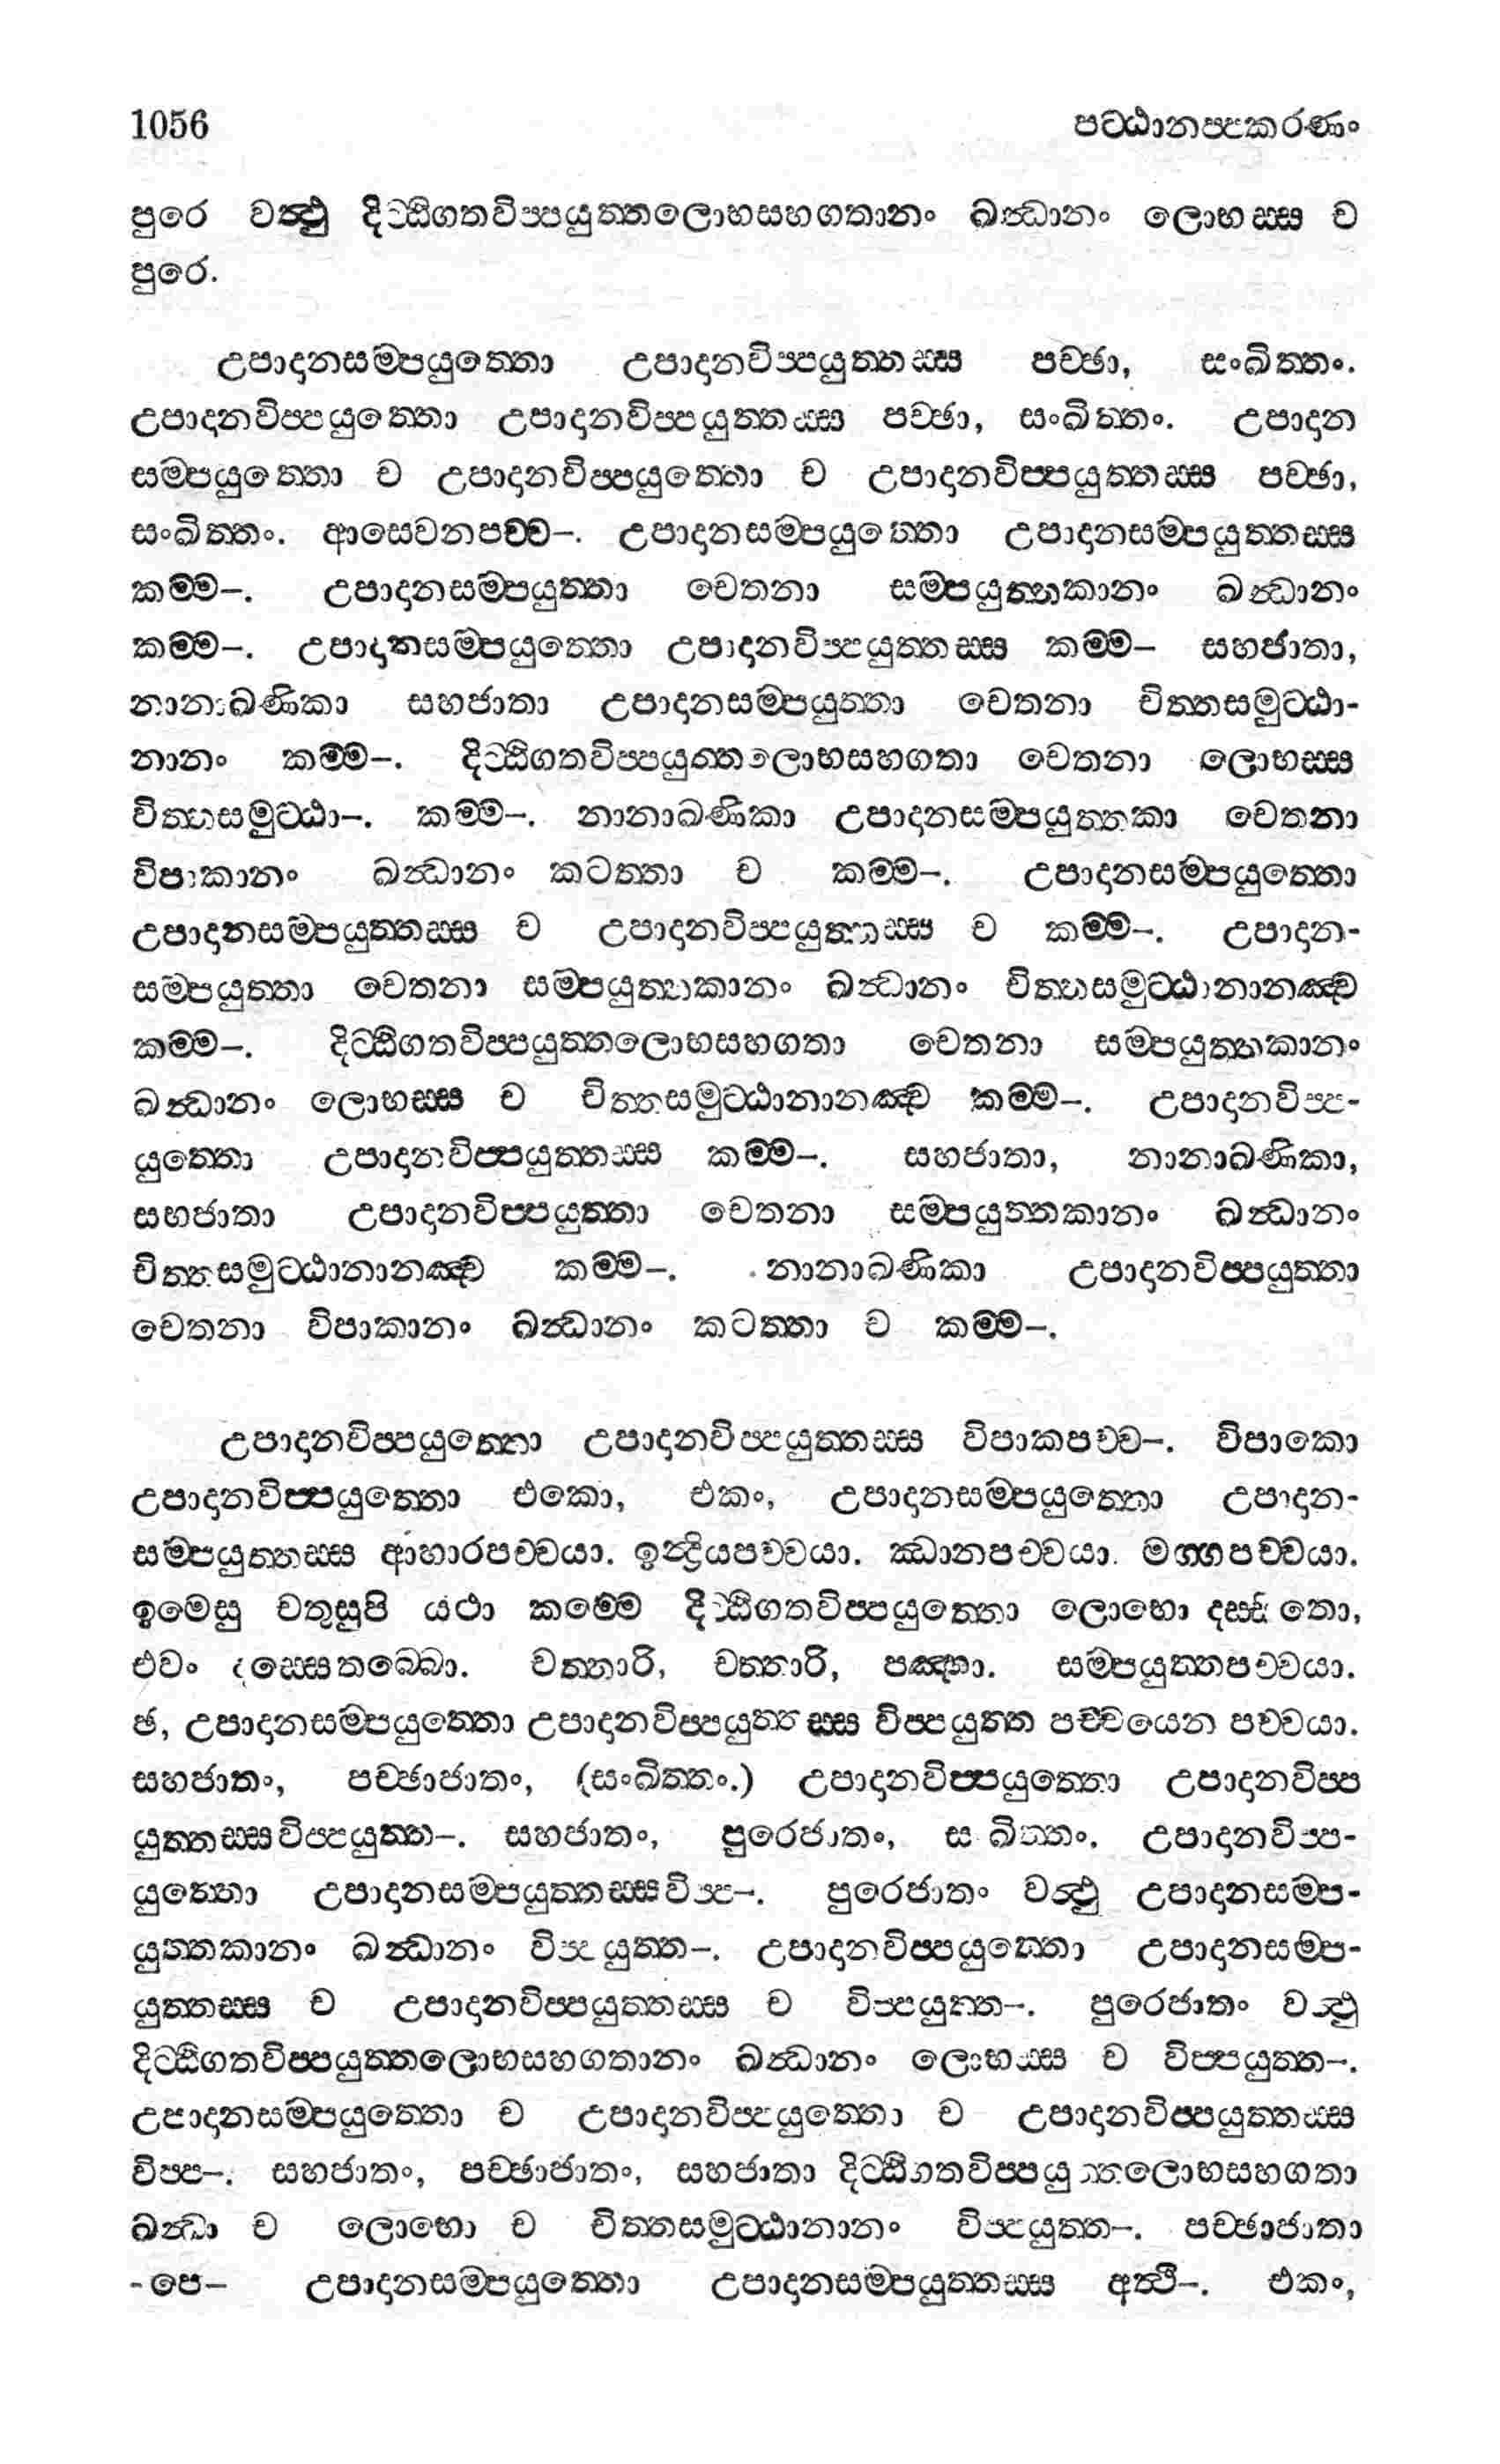 1056 පට්ඨානප්පකරණං
පුරෙ වත්ථු දිට්ඨිගතවිප්පයුත්තලොභසහගතානං ඛන්ධානං ලොභස්ස ච
පුරෙ.
උපාදානසම්පයුත්තො උපාදානවිප්පයුත්තස්ස පච්ඡා, සංඛිත්තං.
උපාදානවිප්පයුත්තො උපාදානවිප්පයුත්තස්ස පච්ඡා, සංඛිත්තං. උපාදාන
සම්පයුත්තො ච උපාදානවිප්පයුත්තො ච උපාදානවිප්පයුත්තස්ස පච්ඡා,
සංඛිත්තං. ආසෙවනපච්ච–. උපාදානසම්පයුත්තො උපාදානසම්පයුත්තස්ස
කම්ම–. උපාදානසම්පයුත්තා චෙතනා සම්පයුත්තකානං ඛන්ධානං
කම්ම–. උපාදානසම්පයුත්තො උපාදානවිප්පයුත්තස්ස කම්ම– සහජාතා,
නානාඛණිකා සහජාතා උපාදානසම්පයුත්තා චෙතනා චිත්තසමුට්ඨා-
නානං කම්ම–. දිට්ඨිගතවිප්පයුත්තලොභසහගතා චෙතනා ලොභස්ස
චිත්තසමුට්ඨා–. කම්ම–. නානාඛණිකා උපාදානසම්පයුත්තකා චෙතනා
විපාකානං ඛන්ධානං කටත්තා ච කම්ම–. උපාදානසම්පයුත්තො
උපාදානසම්පයුත්තස්ස ච උපාදානවිප්පයුත්තස්ස ච කම්ම–. උපාදාන-
සම්පයුත්තා චෙතනා සම්පයුත්තකානං ඛන්ධානං චිත්තසමුට්ඨානානඤ්ච
කම්ම–. දිට්ඨිගතවිප්පයුත්තලොභසහගතා චෙතනා සම්පයුත්තකානං
ඛන්ධානං ලොභස්ස ච චිත්තසමුට්ඨානානඤ්ච කම්ම–. උපාදානවිප්ප-
යුත්තො උපාදානවිප්පයුත්තස්ස කම්ම–. සහජාතා, නානාඛණිකා,
සභජාතා උපාදානවිප්පයුත්තා චෙතනා සම්පයුත්තකානං ඛන්ධානං
චිත්තසමුට්ඨානානඤ්ච කම්ම–. නානාඛණිකා උපාදානවිප්පයුත්තා
චෙතනා විපාකානං ඛන්ධානං කටත්තා ච කම්ම–.
උපාදානවිප්පයුත්තො උපාදානවිප්පයුත්තස්ස විපාකපච්ච–. විපාකො
උපාදානවිප්පයුත්තො එකො, එකං, උපාදානසම්පයුත්තො උපාදාන-
සම්පයුත්තස්ස ආහාරපච්චයා. ඉන්ද්‍රියපච්චයා. ඣානපච්චයා. මග්ගපච්චයා.
ඉමෙසු චතුසුපි යථා කම්මෙ දිට්ඨිගතවිප්පයුත්තො ලොභො දස්සිතො,
එවං දස්සෙතබ්බො. චත්තාරි, චත්තාරි, පඤ්හා. සම්පයුත්තපච්චයා.
ඡ, උපාදානසම්පයුත්තො උපාදානවිප්පයුත්තස්ස විප්පයුත්ත පච්චයෙන පච්චයා.
සහජාතං, පච්ඡාජාතං, (සංඛිත්තං.) උපාදානවිප්පයුත්තො උපාදානවිප්ප
යුත්තස්සවිප්පයුත්ත–. සහජාතං, පුරෙජාතං, සංඛිත්තං, උපාදානවිප්ප-
යුත්තො උපාදානසම්පයුත්තස්සවිප්ප–. පුරෙජාතං වත්ථු උපාදානසම්ප-
යුත්තකානං ඛන්ධානං විප්පයුත්ත–. උපාදානවිප්පයුත්තො උපාදානසම්ප-
යුත්තස්ස ච උපාදානවිප්පයුත්තස්ස ච විප්පයුත්ත–. පුරෙජාතං වත්ථු
දිට්ඨිගතවිප්පයුත්තලොභසහගතානං ඛන්ධානං ලොභස්ස ච විප්පයුත්ත–.
උපාදානසම්පයුත්තො ච උපාදානවිප්පයුත්තො ච උපාදානවිප්පයුත්තස්ස
විප්ප–. සහජාතං, පච්ඡාජාතං, සහජාතා දිට්ඨිගතවිප්පයුත්තලොභසහගතා
ඛන්ධා ච ලොභො ච චිත්තසමුට්ඨානානං විප්පයුත්ත–. පච්ඡාජාතා
-පෙ– උපාදානසම්පයුත්තො උපාදානසම්පයුත්තස්ස අත්ථි–. එකං,